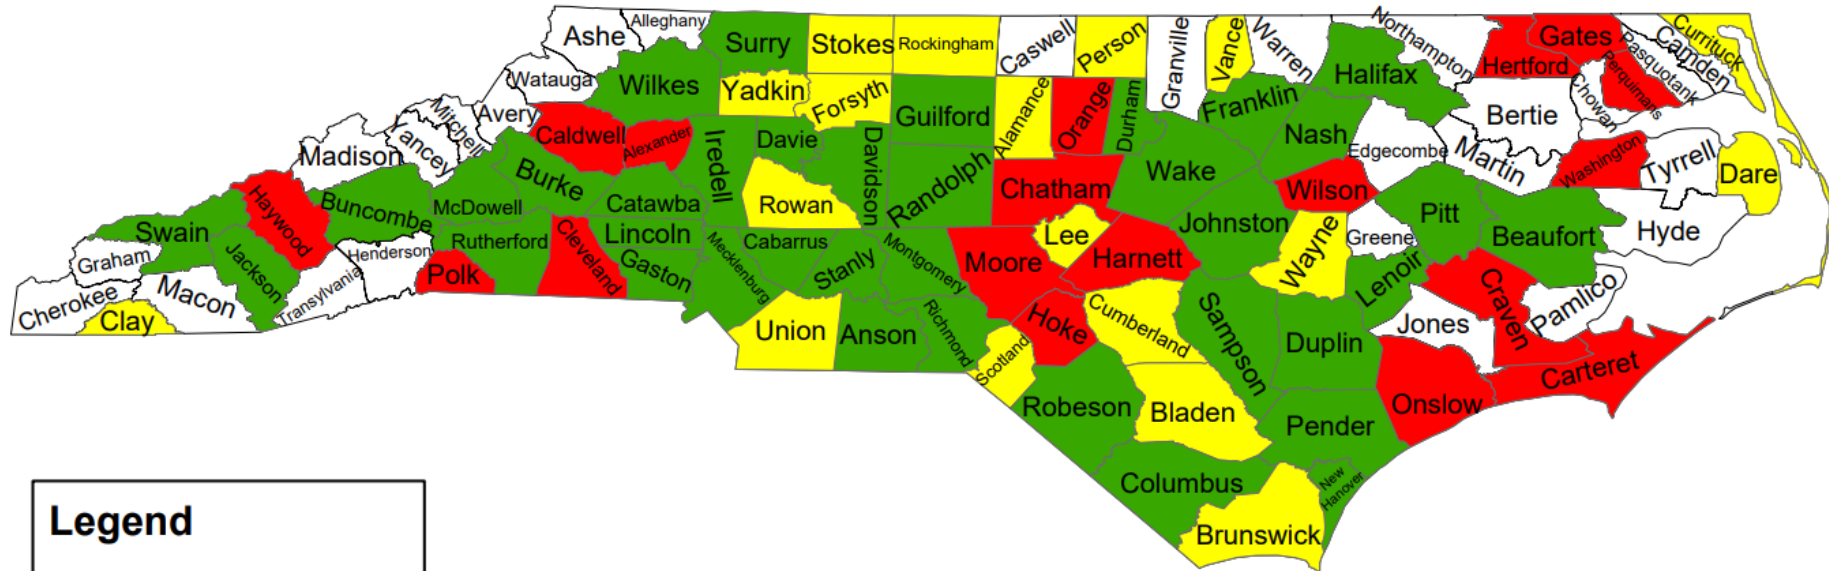 Ashe
Alleghany
Surry
Stokes
Rockingham
Caswell
Person
Granville
Vance
Warren
Northampton
Hertford
Gates
Pasquotank
Camden
Currituck
Perquimans
Chowan
Watauga
Wilkes
Yadkin
Forsyth
Guilford
Alamance
Orange
Durham
Franklin
Halifax
Bertie
Mitchell
Avery
Caldwell
Alexander
Iredell
Davie
Davidson
Randolph
Chatham
Wake
Nash
Edgecombe
Martin
Washington
Tyrrell
Dare
Madison
Yancey
Burke
Catawba
Rowan
Wilson
Johnston
Pitt
Beaufort
Hyde
Haywood
Buncombe
McDowell
Swain
Jackson
Rutherford
Cleveland
Lincoln
Gaston
Mecklenburg
Cabarrus
Stanly
Montgomery
Moore
Lee
Harnett
Wayne
Greene
Lenoir
Craven
Pamlico
Graham
Cherokee
Clay
Macon
Transylvania
Henderson
Polk
Union
Anson
Richmond
Scotland
Hoke
Cumberland
Sampson
Duplin
Jones
Onslow
Carteret
Robeson
Bladen
Pender
Columbus
Brunswick
New
Hanover
Legend